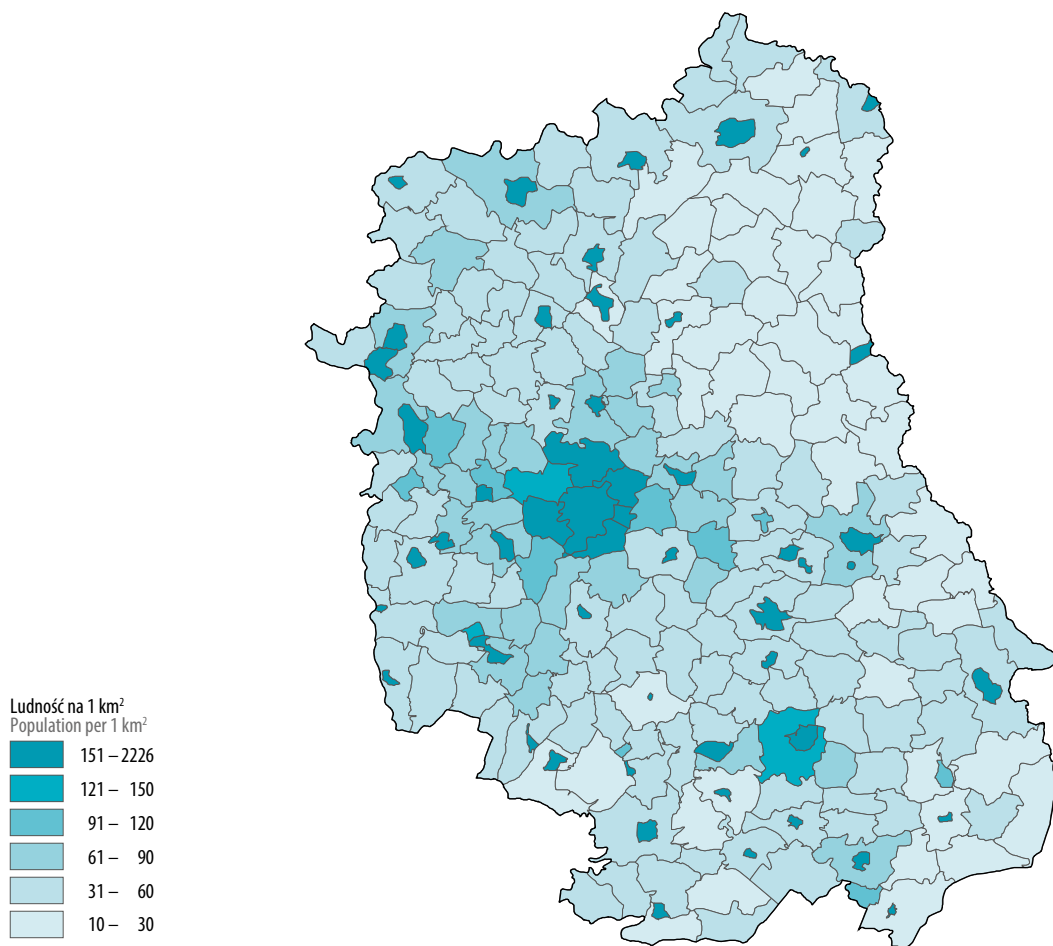 Ludność na 1 km²
Population per 1 km²
151 – 2226
121 – 150
91 – 120
61 – 90
31 – 60
10 – 30